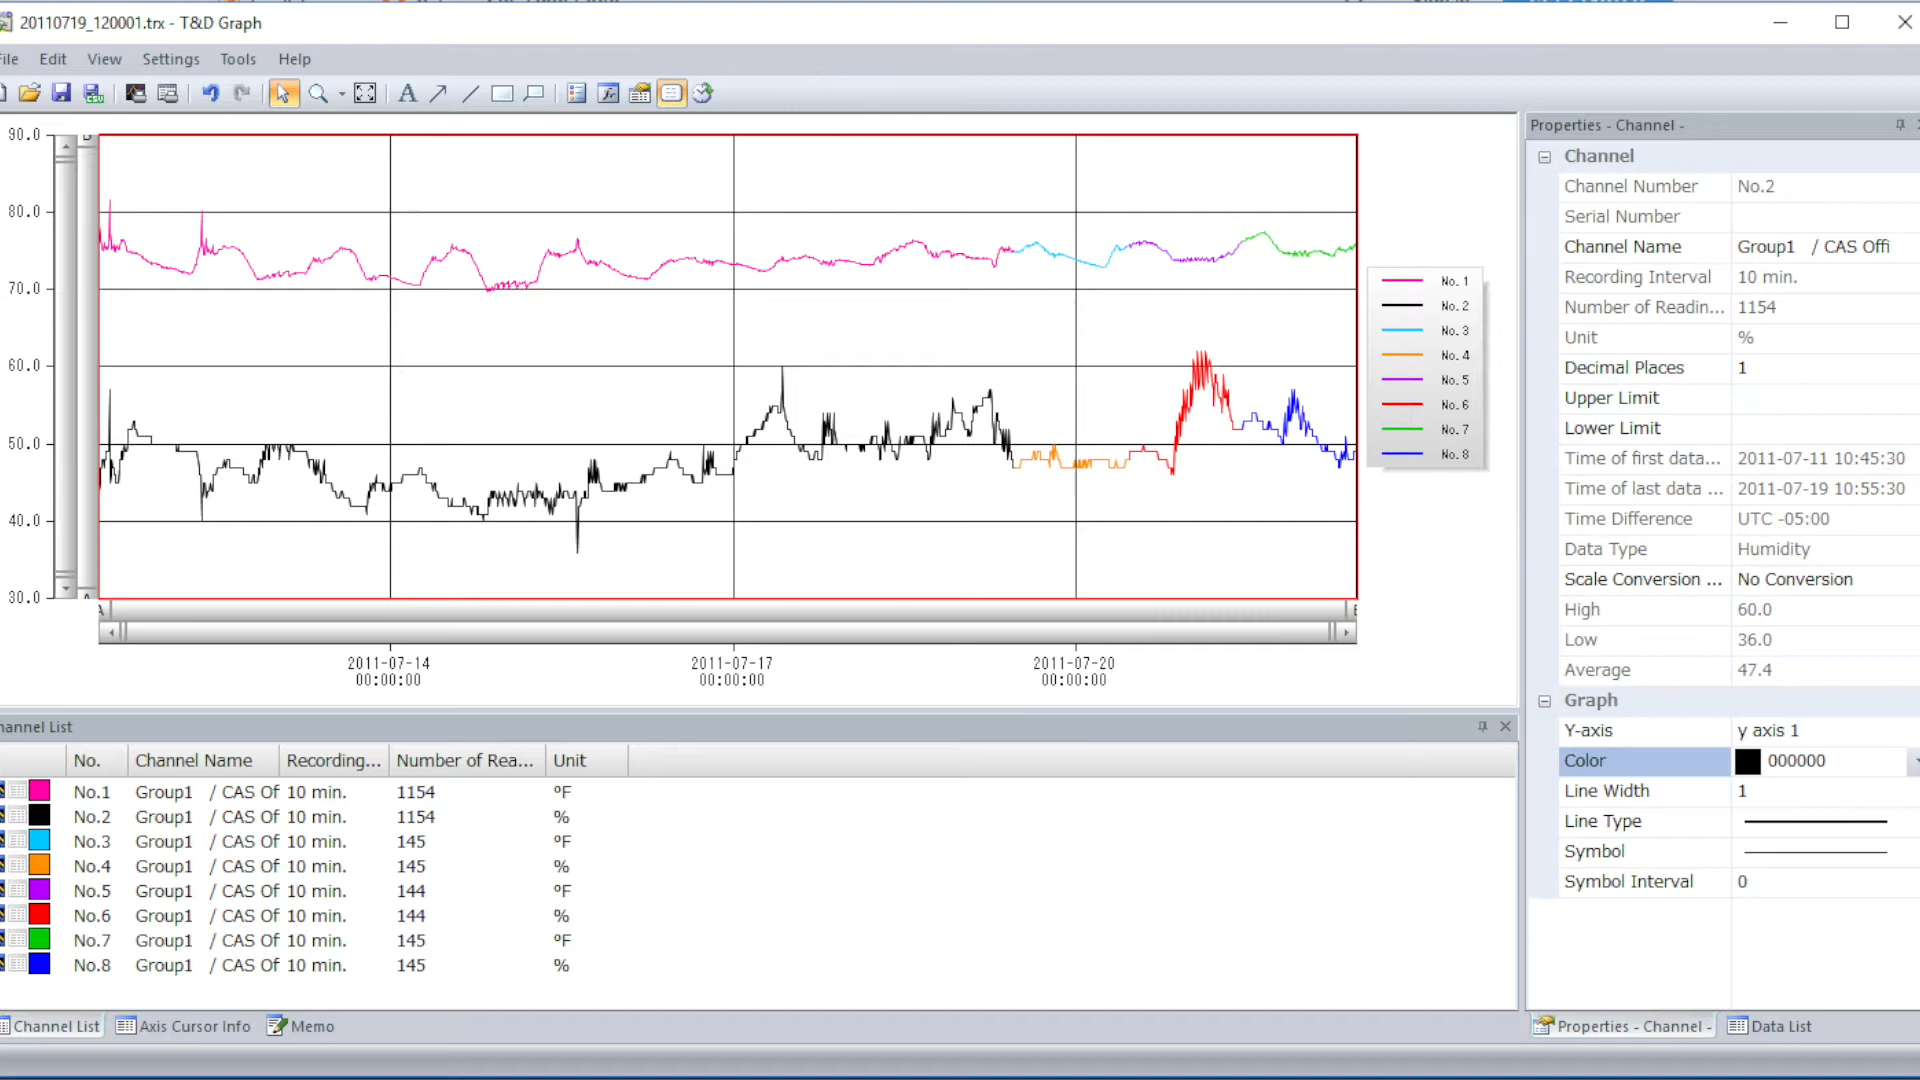 20110719_120001.trx - T&D Graph
File Edit View Settings Tools Help
90.0
80.0
70.0
60.0
50.0
40.0
30.0
No.1
No.2
No.3
No.4
No.5
No.6
No.7
No.8
A
2011-07-14 2011-07-17 2011-07-20
00:00:00 00:00:00 00:00:00
hannel List
No. Channel Name Recording... Number of Rea... Unit
No.1 Group1 / CAS Of 10 min. 1154 ºF
No.2 Group1 / CAS Of 10 min. 1154 %
No.3 Group1 / CAS Of 10 min. 145 ºF
No.4 Group1 / CAS Of 10 min. 145 %
No.5 Group1 / CAS Of 10 min. 144 ºF
No.6 Group1 / CAS Of 10 min. 144 %
No.7 Group1 / CAS Of 10 min. 145 ºF
No.8 Group1 / CAS Of 10 min. 145 %
Channel List Axis Cursor Info Memo
Properties - Channel -
Channel
Channel Number No.2
Serial Number
Channel Name Group1 / CAS Offi
Recording Interval 10 min.
Number of Readin... 1154
Unit %
Decimal Places 1
Upper Limit
Lower Limit
Time of first data... 2011-07-11 10:45:30
Time of last data ... 2011-07-19 10:55:30
Time Difference UTC -05:00
Data Type Humidity
Scale Conversion ... No Conversion
High 60.0
Low 36.0
Average 47.4
Graph
Y-axis y axis 1
Color 000000
Line Width 1
Line Type
Symbol
Symbol Interval 0
Properties - Channel - Data List